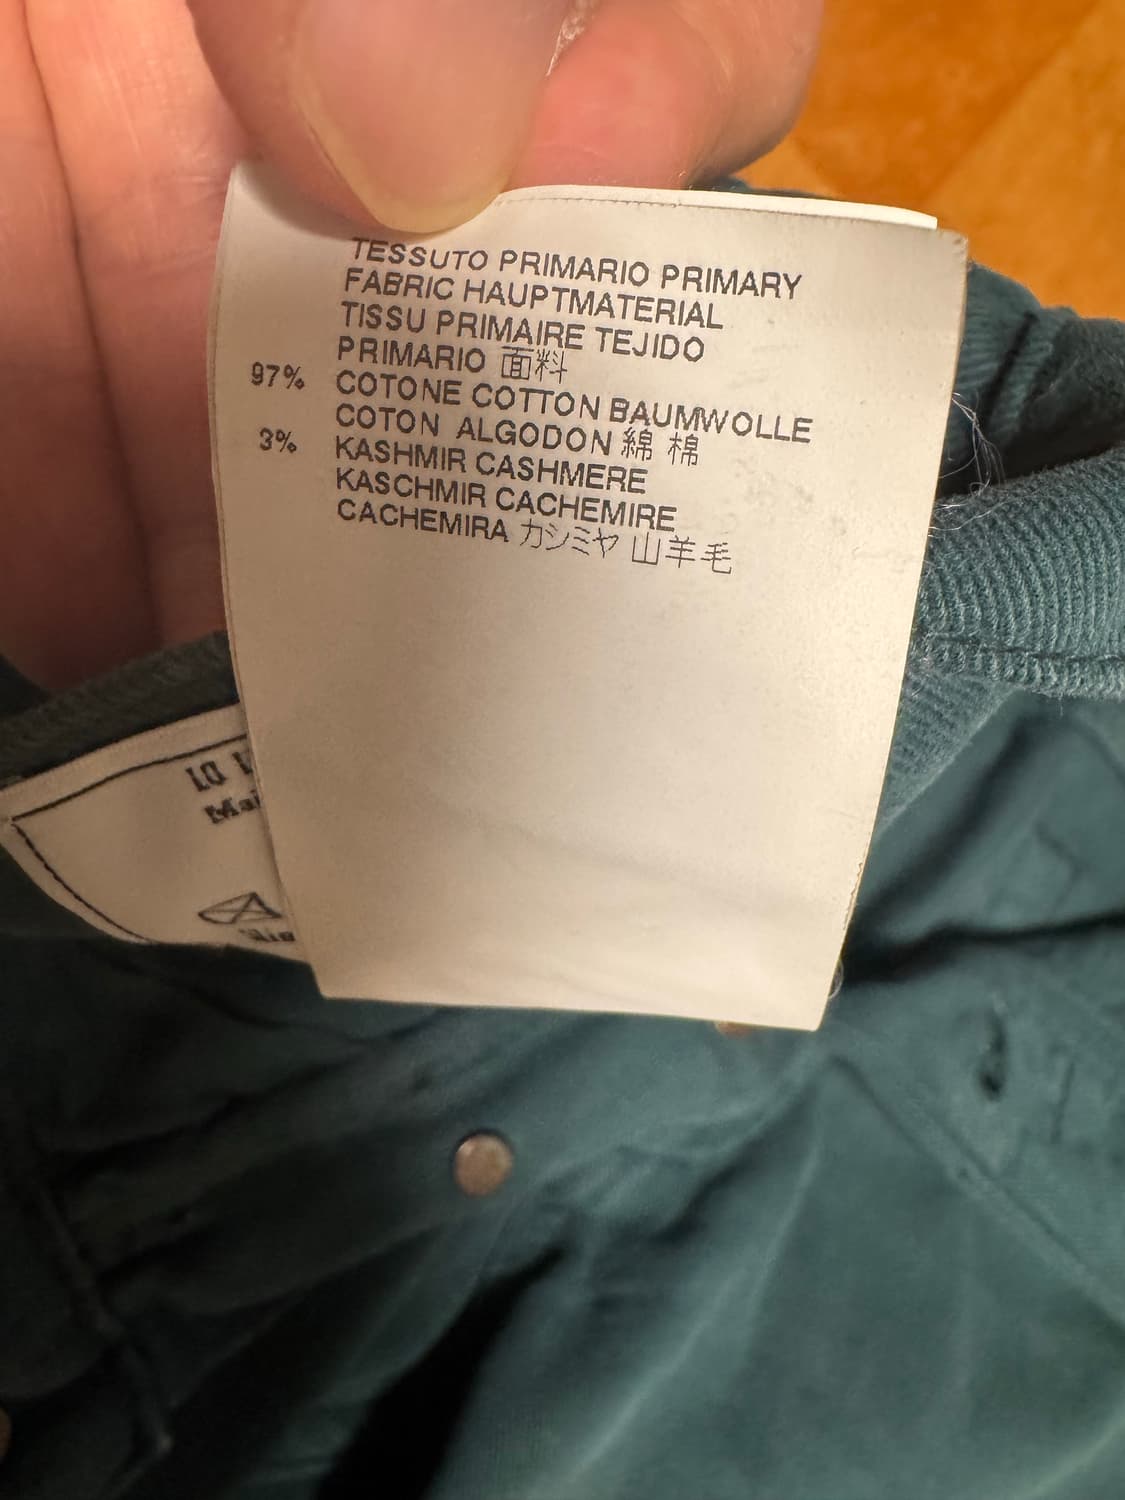 TESSUTO PRIMARIO PRIMARY
FABRIC HAUPTMATERIAL
TISSU PRIMAIRE TEJIDO
PRIMARIO 面料
97% COTONE COTTON BAUMWOLLE
COTON ALGODON 綿 棉
3% KASHMIR CASHMERE
KASCHMIR CACHEMIRE
CACHEMIRA カシミヤ 山羊毛